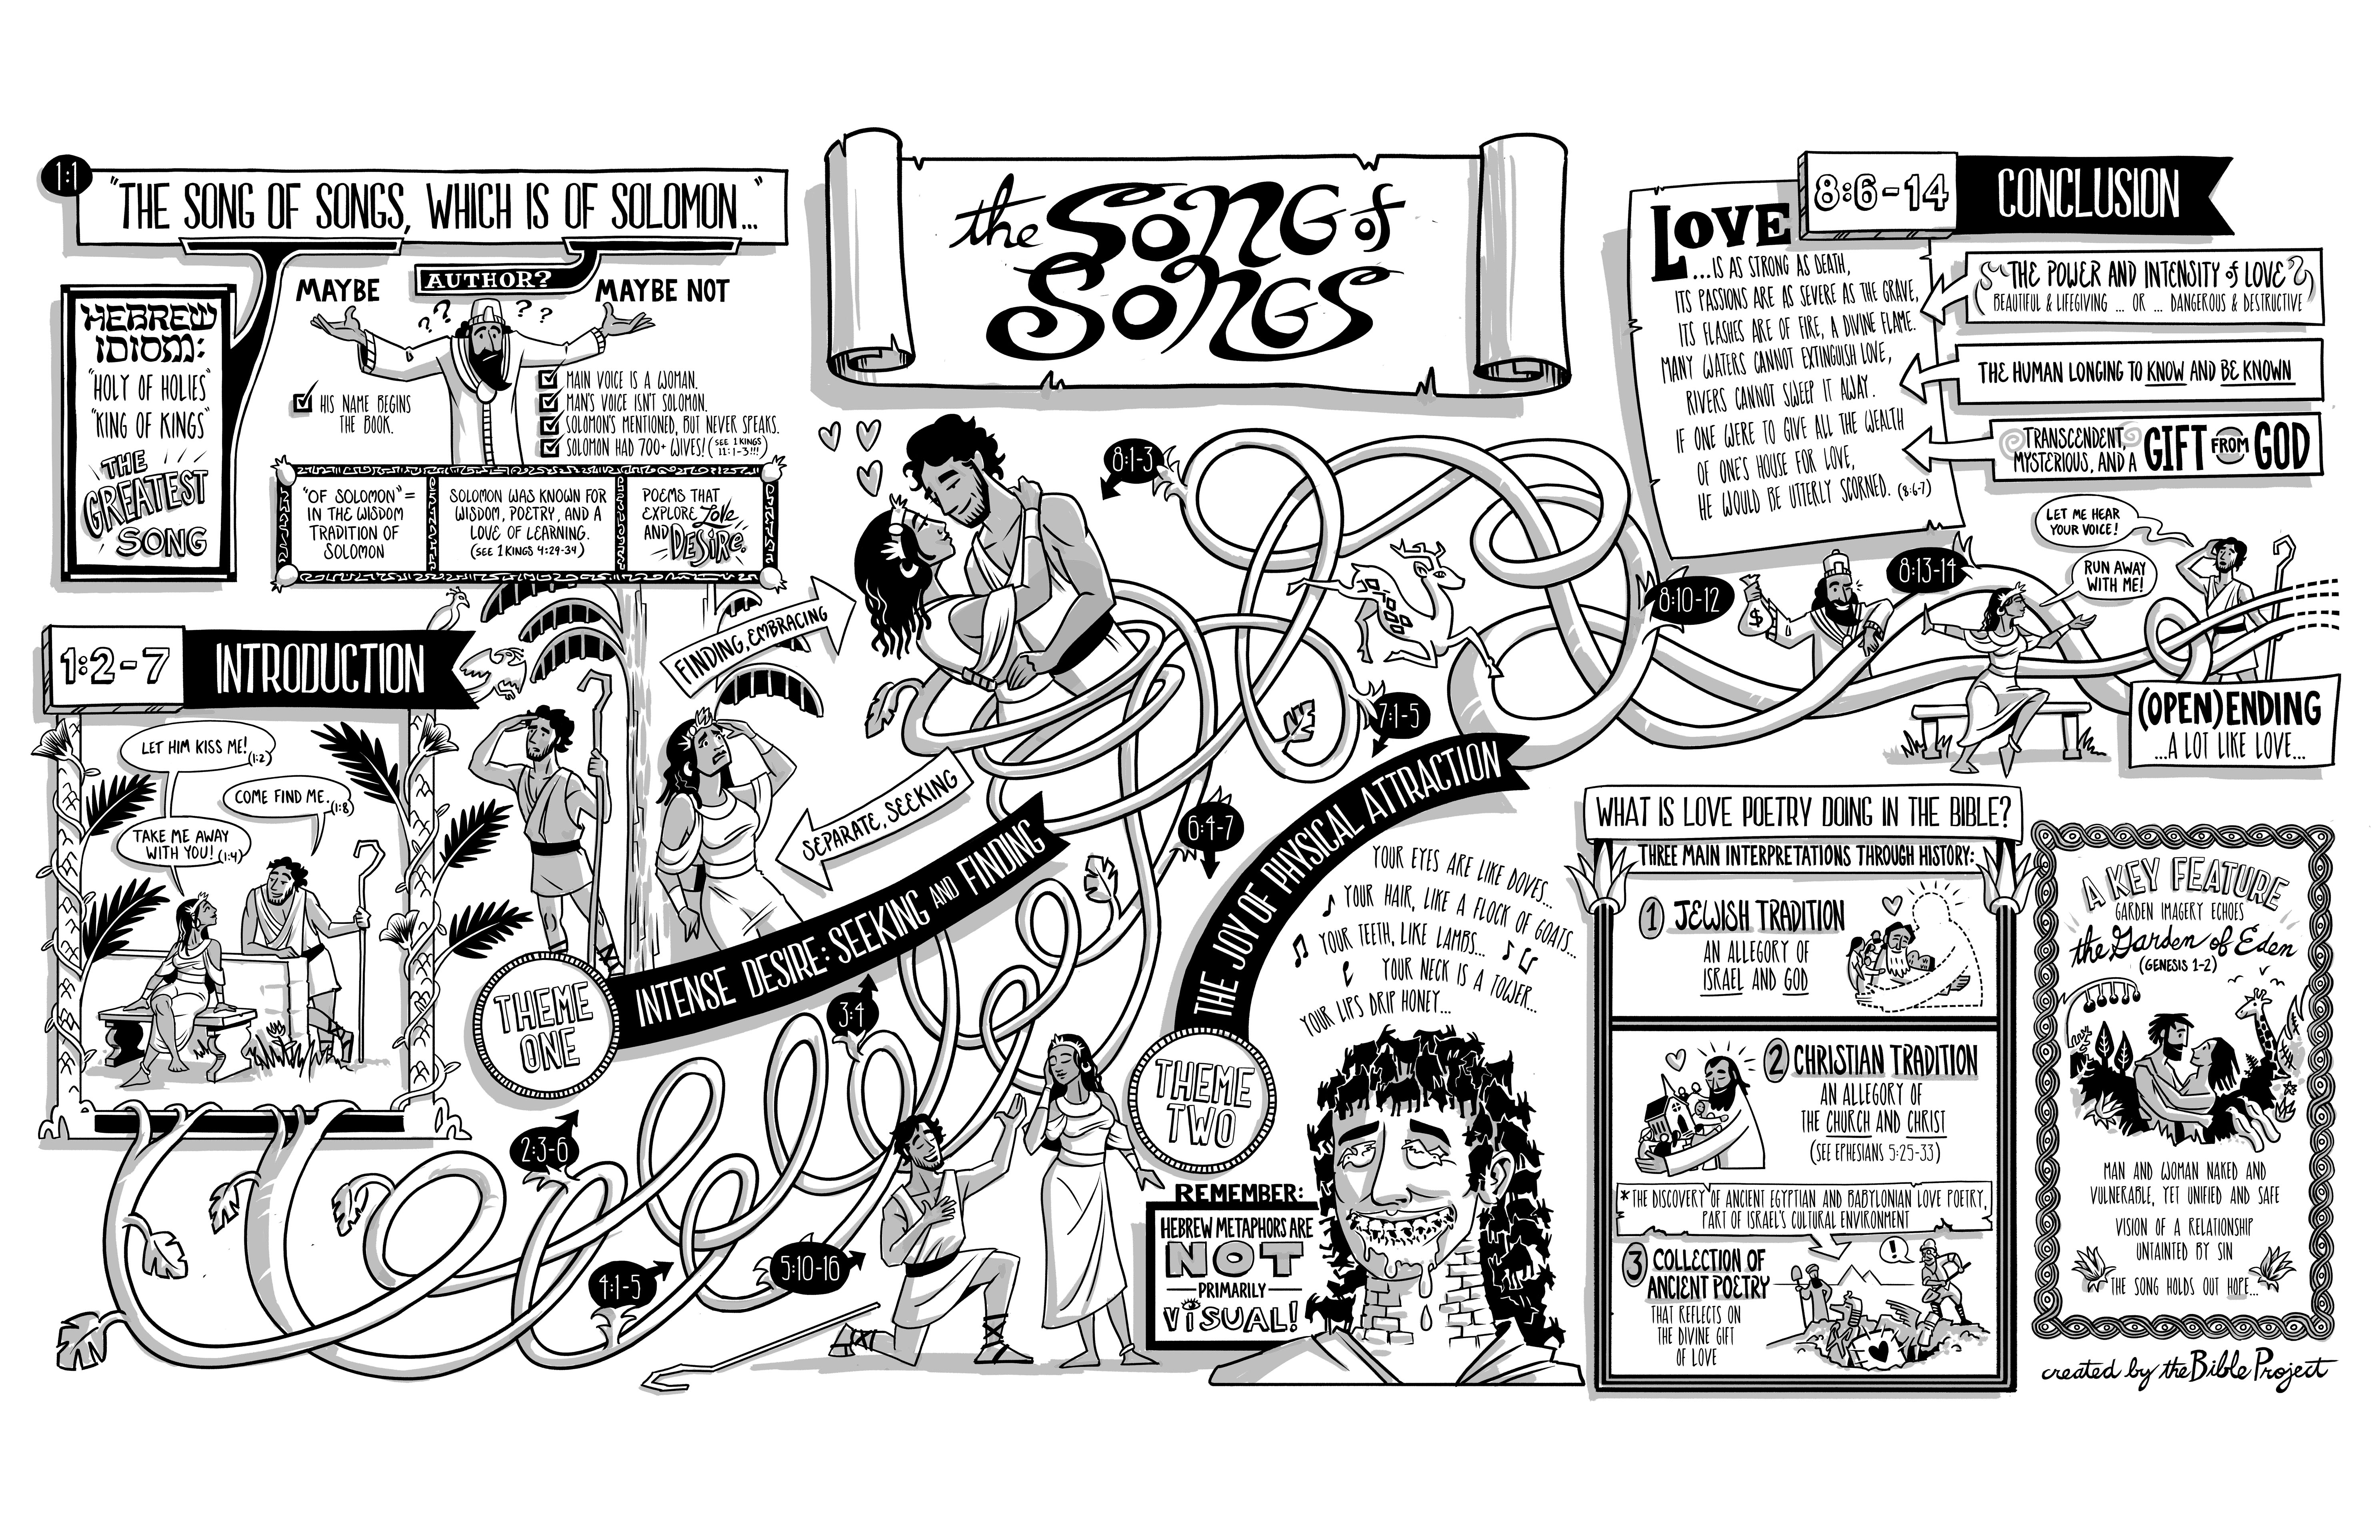 1:1
"THE SONG OF SONGS, WHICH IS OF SOLOMON..."
HEBREW
IDIOM:
"HOLY OF HOLIES"
"KING OF KINGS"
THE
GREATEST
SONG
MAYBE
AUTHOR?
MAYBE NOT
? ? ? ?
HIS NAME BEGINS
THE BOOK.
MAIN VOICE IS A WOMAN.
MAN'S VOICE ISN'T SOLOMON.
SOLOMON'S MENTIONED, BUT NEVER SPEAKS.
SOLOMON HAD 700+ WIVES! (SEE 1 KINGS
11:1-3!!!)
"OF SOLOMON" =
IN THE WISDOM
TRADITION OF
SOLOMON
SOLOMON WAS KNOWN FOR
WISDOM, POETRY, AND A
LOVE OF LEARNING.
(SEE 1 KINGS 4:29-34)
POEMS THAT
EXPLORE Love
AND DESIRE.
the SONG of
SONGS
8:6-14
CONCLUSION
LOVE
...IS AS STRONG AS DEATH,
ITS PASSIONS ARE AS SEVERE AS THE GRAVE,
ITS FLASHES ARE OF FIRE, A DIVINE FLAME.
MANY WATERS CANNOT EXTINGUISH LOVE,
RIVERS CANNOT SWEEP IT AWAY.
IF ONE WERE TO GIVE ALL THE WEALTH
OF ONE'S HOUSE FOR LOVE,
HE WOULD BE UTTERLY SCORNED. (8:6-7)
THE POWER AND INTENSITY of LOVE
BEAUTIFUL & LIFEGIVING ... OR ... DANGEROUS & DESTRUCTIVE
THE HUMAN LONGING TO KNOW AND BE KNOWN
TRANSCENDENT,
MYSTERIOUS, AND A GIFT FROM GOD
1:2-7
INTRODUCTION
LET HIM KISS ME! (1:2)
COME FIND ME. (1:8)
TAKE ME AWAY
WITH YOU! (1:4)
FINDING, EMBRACING
SEPARATE, SEEKING
THEME
ONE
INTENSE DESIRE: SEEKING AND FINDING
2:3-6
3:4
4:1-5
5:10-16
6:4-7
7:1-5
8:1-3
THEME
TWO
THE JOY OF PHYSICAL ATTRACTION
YOUR EYES ARE LIKE DOVES...
YOUR HAIR, LIKE A FLOCK OF GOATS...
YOUR TEETH, LIKE LAMBS...
YOUR NECK IS A TOWER...
YOUR LIPS DRIP HONEY...
REMEMBER:
HEBREW METAPHORS ARE
NOT
PRIMARILY
VISUAL!
8:10-12
$
8:13-14
LET ME HEAR
YOUR VOICE!
RUN AWAY
WITH ME!
(OPEN) ENDING
...A LOT LIKE LOVE...
WHAT IS LOVE POETRY DOING IN THE BIBLE?
THREE MAIN INTERPRETATIONS THROUGH HISTORY:
1 JEWISH TRADITION
AN ALLEGORY OF
ISRAEL AND GOD
2 CHRISTIAN TRADITION
AN ALLEGORY OF
THE CHURCH AND CHRIST
(SEE EPHESIANS 5:25-33)
* THE DISCOVERY OF ANCIENT EGYPTIAN AND BABYLONIAN LOVE POETRY,
PART OF ISRAEL'S CULTURAL ENVIRONMENT
!
3 COLLECTION OF
ANCIENT POETRY
THAT REFLECTS ON
THE DIVINE GIFT
OF LOVE
A KEY FEATURE
GARDEN IMAGERY ECHOES
the Garden of Eden
(GENESIS 1-2)
MAN AND WOMAN NAKED AND
VULNERABLE, YET UNIFIED AND SAFE
VISION OF A RELATIONSHIP
UNTAINTED BY SIN
THE SONG HOLDS OUT HOPE...
created by the Bible Project